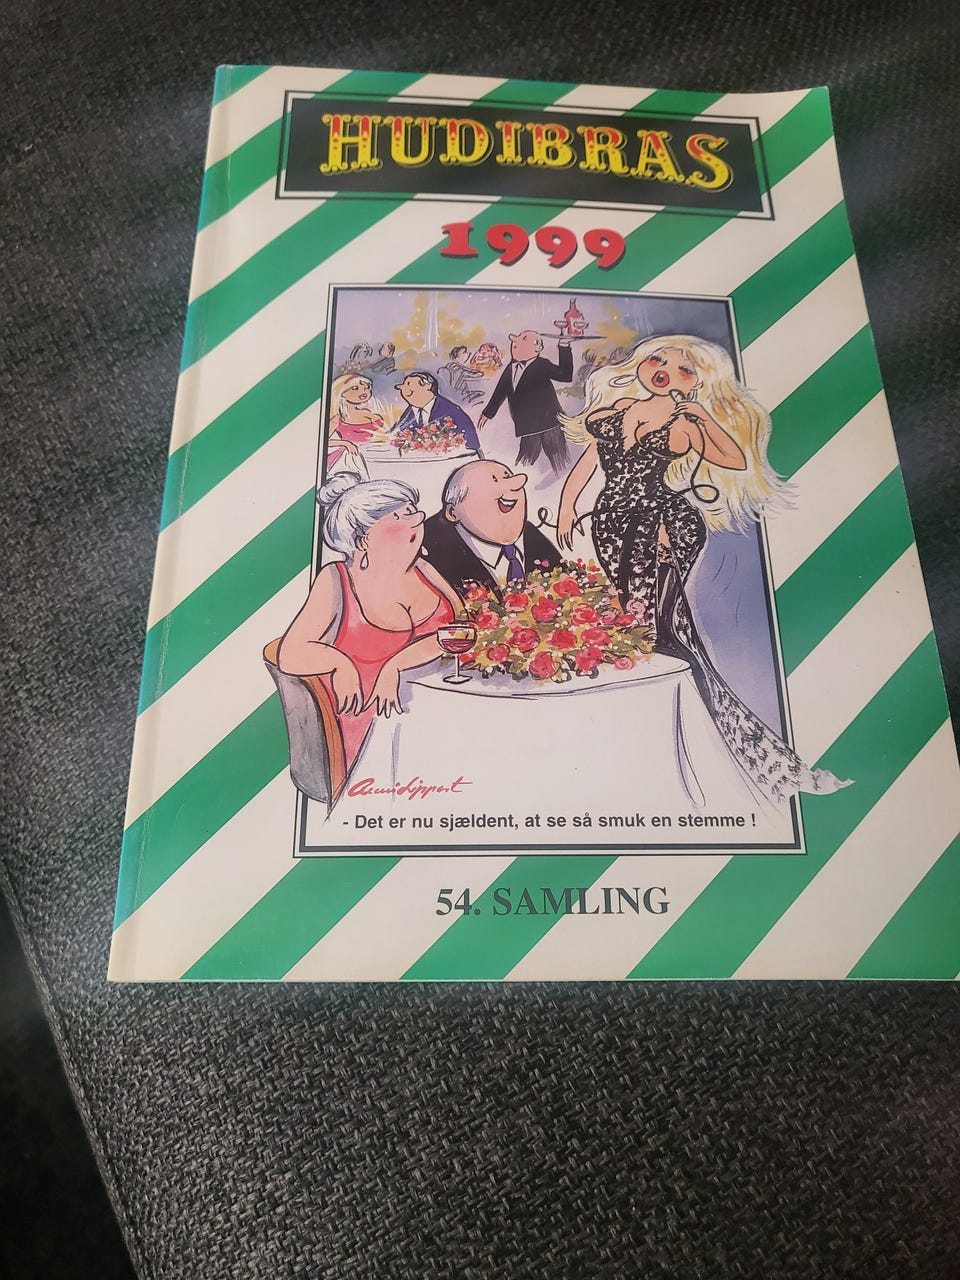 HUDIBRAS
1999
- Det er nu sjældent, at se så smuk en stemme !
54. SAMLING